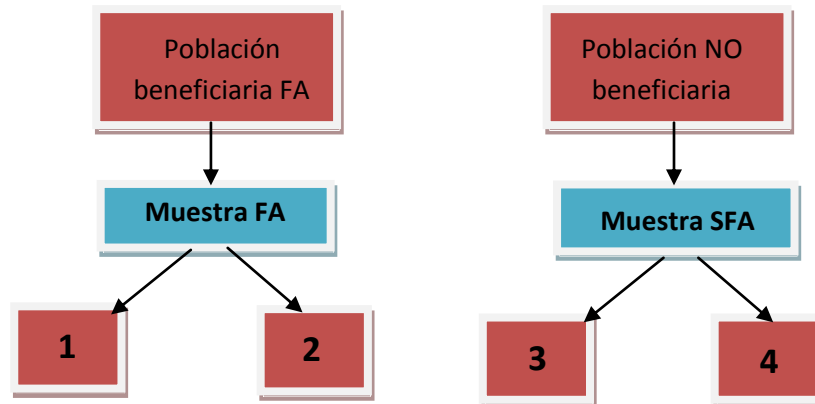 Población
beneficiaria FA
Población NO
beneficiaria
Muestra FA
Muestra SFA
1
2
3
4